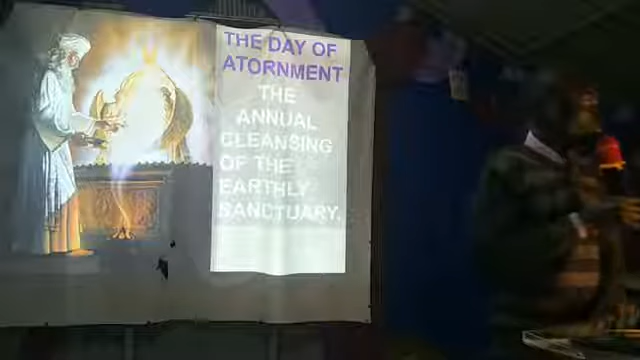 THE DAY OF
ATORNMENT
THE
ANNUAL
CLEANSING
OF THE
EARTHLY
SANCTUARY.